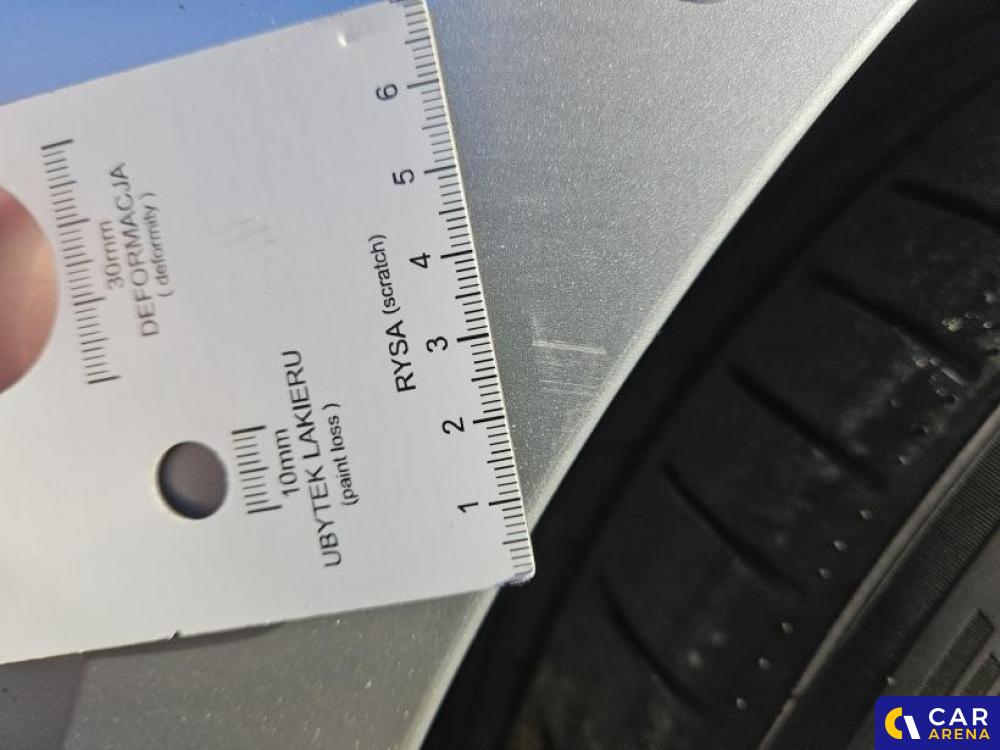 30mm
DEFORMACJA
( deformity )
10mm
UBYTEK LAKIERU
(paint loss )
RYSA (scratch)
1 2 3 4 5 6
CAR
ARENA